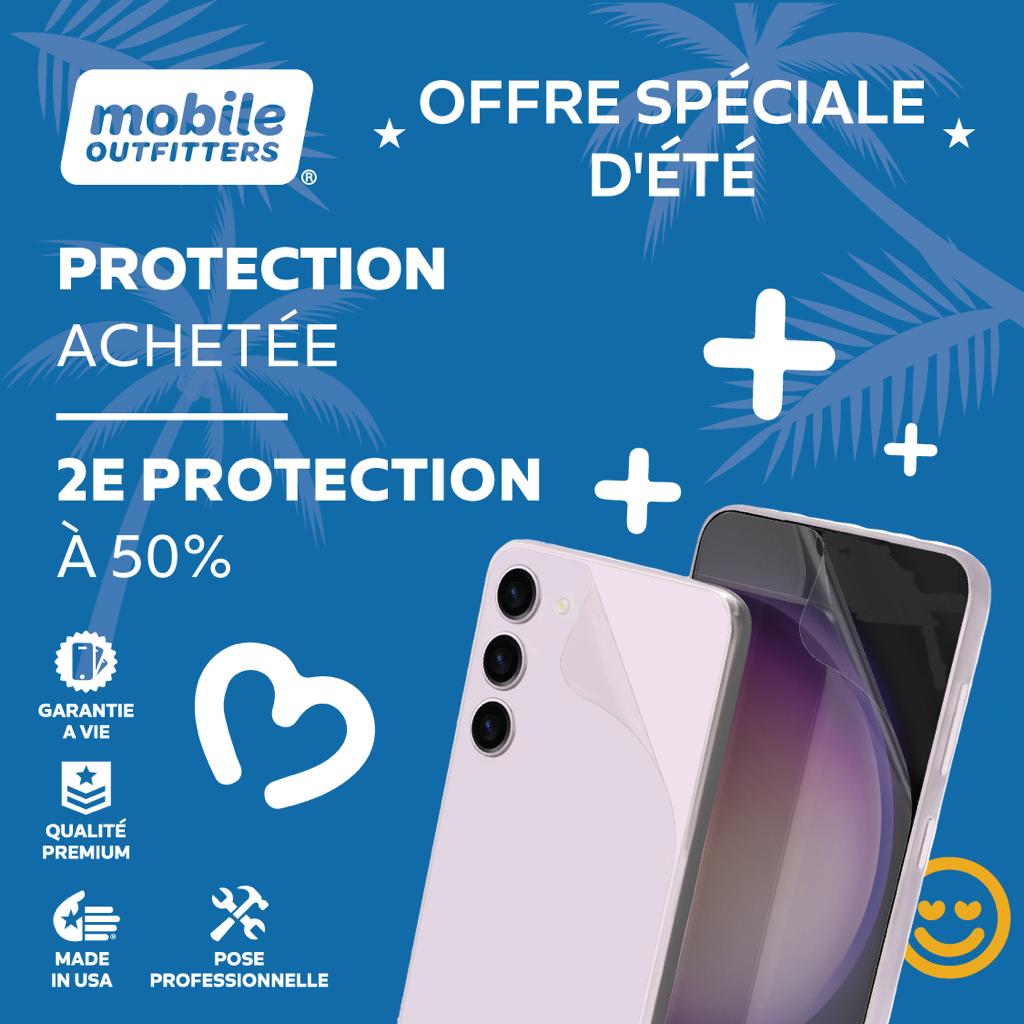 mobile
OUTFITTERS
®
OFFRE SPÉCIALE
D'ÉTÉ
PROTECTION
ACHETÉE
2E PROTECTION
À 50%
GARANTIE
A VIE
QUALITÉ
PREMIUM
MADE
IN USA
POSE
PROFESSIONNELLE